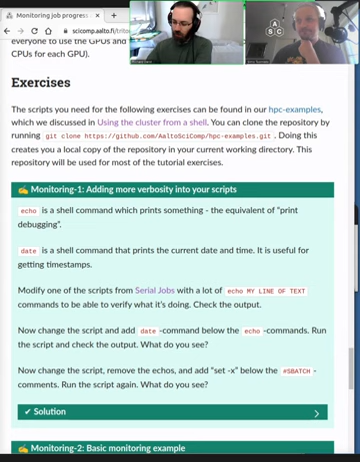 Monitoring job progress
scicomp.aalto.fi/trito
everyone to use the GPUs and
CPUs for each GPU).
A
S C
Exercises
The scripts you need for the following exercises can be found in our hpc-examples,
which we discussed in Using the cluster from a shell. You can clone the repository by
running git clone https://github.com/AaltoSciComp/hpc-examples.git . Doing this
creates you a local copy of the repository in your current working directory. This
repository will be used for most of the tutorial exercises.
Monitoring-1: Adding more verbosity into your scripts
echo is a shell command which prints something - the equivalent of “print
debugging”.
date is a shell command that prints the current date and time. It is useful for
getting timestamps.
Modify one of the scripts from Serial Jobs with a lot of echo MY LINE OF TEXT
commands to be able to verify what it’s doing. Check the output.
Now change the script and add date -command below the echo -commands. Run
the script and check the output. What do you see?
Now change the script, remove the echos, and add “set -x” below the #SBATCH -
comments. Run the script again. What do you see?
✓ Solution
Monitoring-2: Basic monitoring example